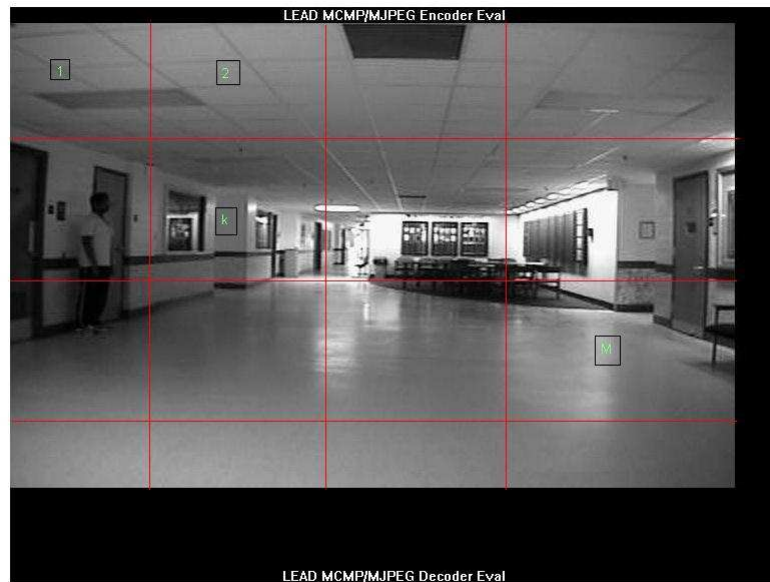 LEAD MCMP/MJPEG Encoder Eval
1
2
k
M
LEAD MCMP/MJPEG Decoder Eval